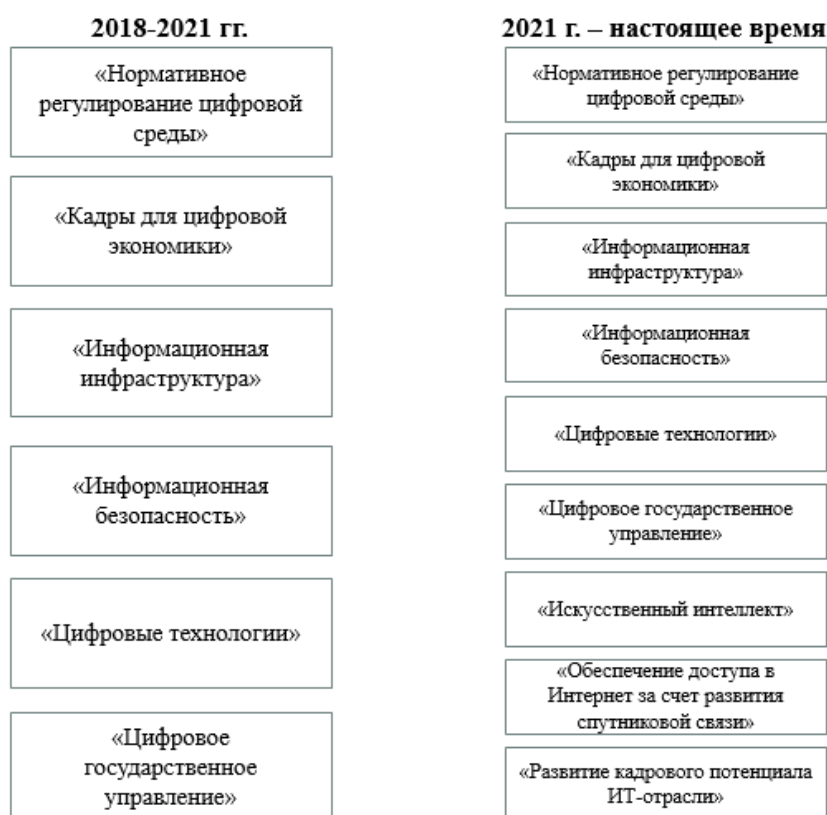 2018-2021 гг.
«Нормативное
регулирование цифровой
среды»
«Кадры для цифровой
экономики»
«Информационная
инфраструктура»
«Информационная
безопасность»
«Цифровые технологии»
«Цифровое
государственное
управление»
2021 г. – настоящее время
«Нормативное регулирование
цифровой среды»
«Кадры для цифровой
экономики»
«Информационная
инфраструктура»
«Информационная
безопасность»
«Цифровые технологии»
«Цифровое государственное
управление»
«Искусственный интеллект»
«Обеспечение доступа в
Интернет за счет развития
спутниковой связи»
«Развитие кадрового потенциала
ИТ-отрасли»